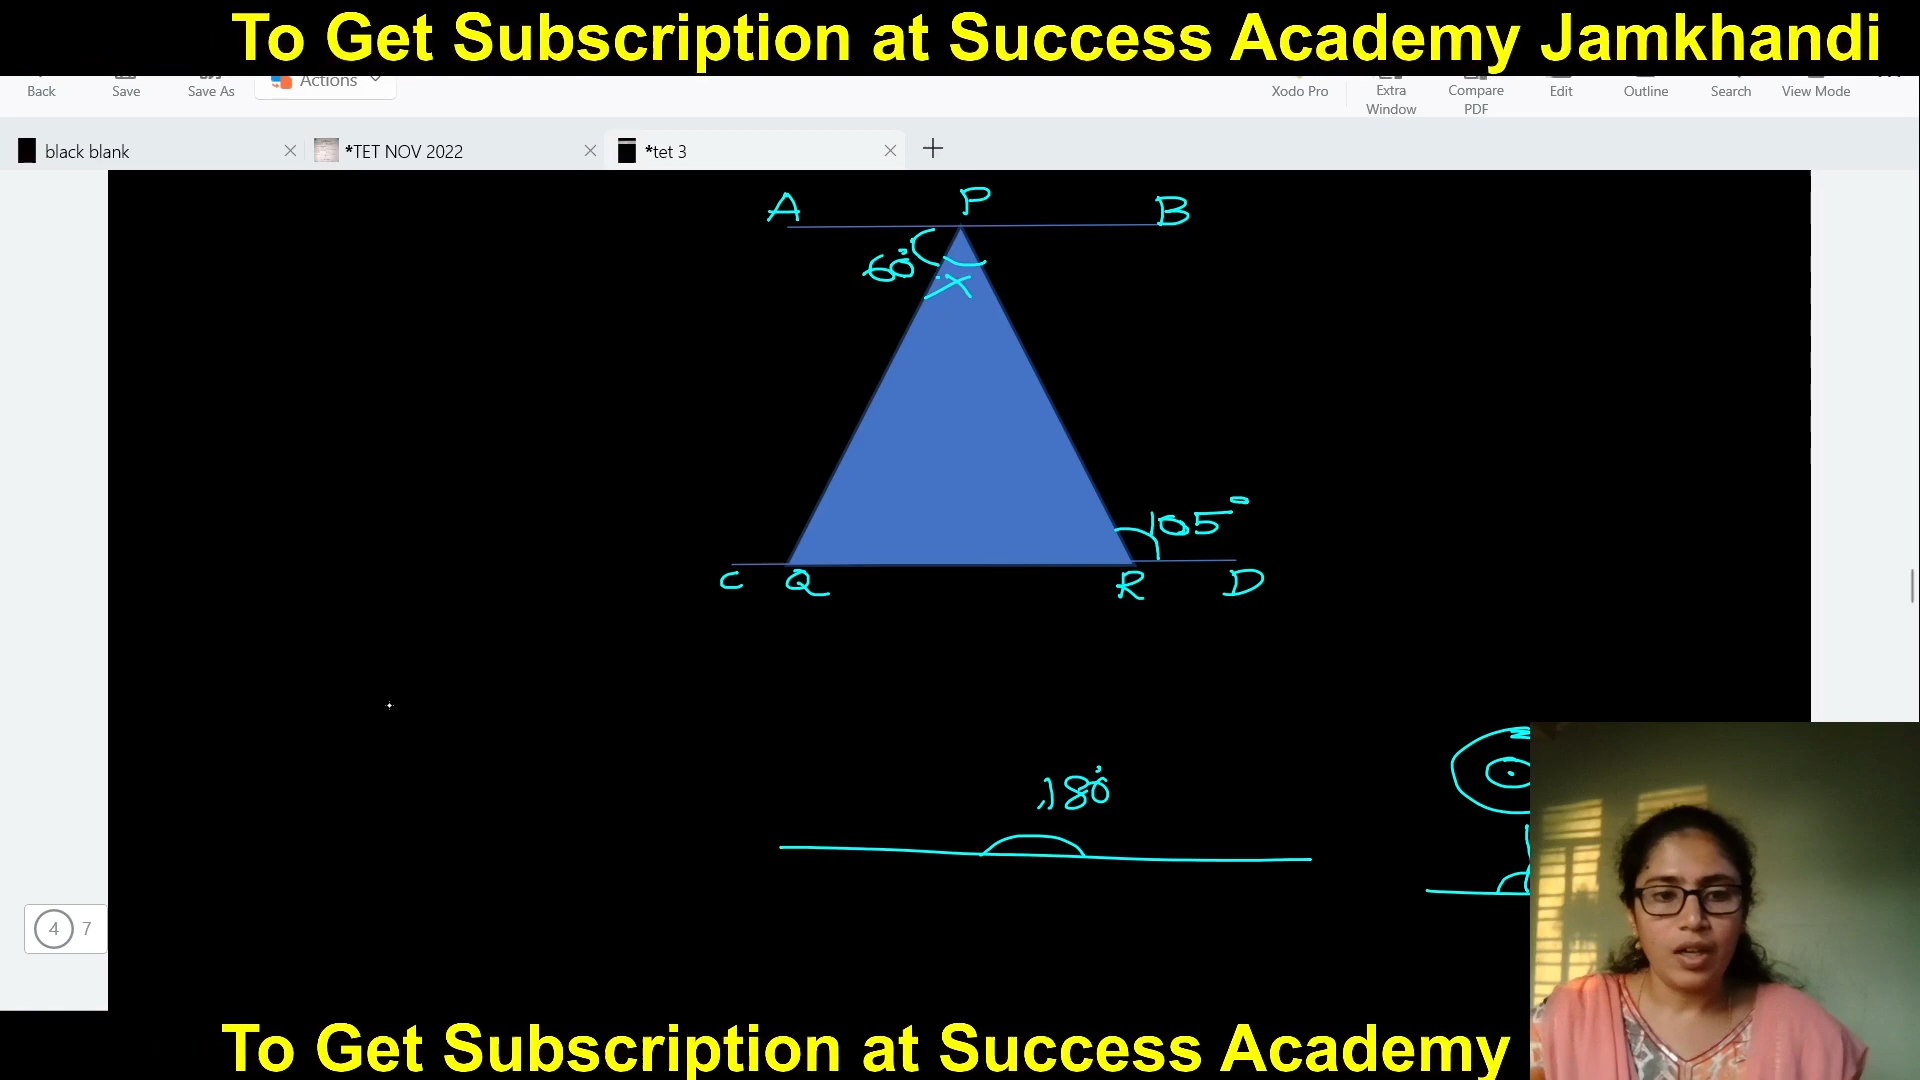 To Get Subscription at Success Academy Jamkhandi
Back Save Save As Actions Xodo Pro Extra Window Compare PDF Edit Outline Search View Mode
black blank *TET NOV 2022 *tet 3
A P B
60°
x
105°
C Q R D
180°
4 7
To Get Subscription at Success Academy